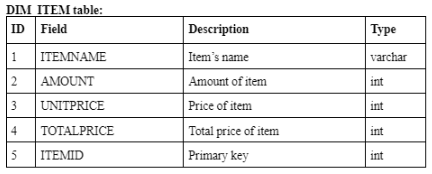 DIM ITEM table:
ID Field Description Type
1 ITEMNAME Item's name varchar
2 AMOUNT Amount of item int
3 UNITPRICE Price of item int
4 TOTALPRICE Total price of item int
5 ITEMID Primary key int